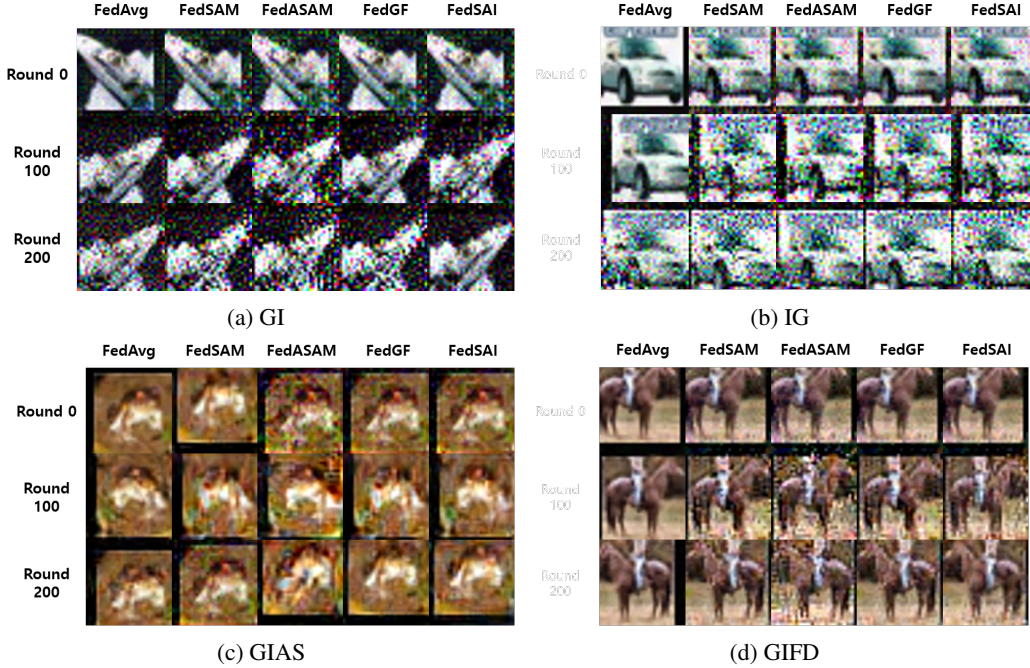 FedAvg FedSAM FedASAM FedGF FedSAI
Round 0
Round
100
Round
200
(a) GI
FedAvg FedSAM FedASAM FedGF FedSAI
Round 0
Round
100
Round
200
(b) IG
FedAvg FedSAM FedASAM FedGF FedSAI
Round 0
Round
100
Round
200
(c) GIAS
FedAvg FedSAM FedASAM FedGF FedSAI
Round 0
Round
100
Round
200
(d) GIFD